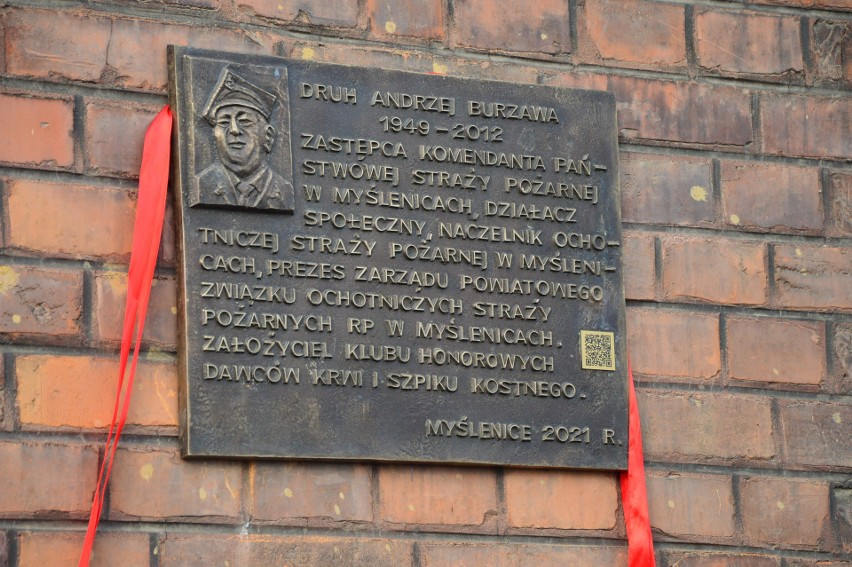 DRUH ANDRZEJ BURZAWA
1949-2012
ZASTĘPCA KOMENDANTA PAŃ-
STWOWEJ STRAŻY POŻARNEJ
W MYŚLENICACH, DZIAŁACZ
SPOŁECZNY, NACZELNIK OCHO-
TNICZEJ STRAŻY POŻARNEJ W MYŚLENI-
CACH, PREZES ZARZĄDU POWIATOWEGO
ZWIĄZKU OCHOTNICZYCH STRAŻY
POŻARNYCH RP W MYŚLENICACH.
ZAŁOŻYCIEL KLUBU HONOROWYCH
DAWCÓW KRWI I SZPIKU KOSTNEGO.
MYŚLENICE 2021 R.